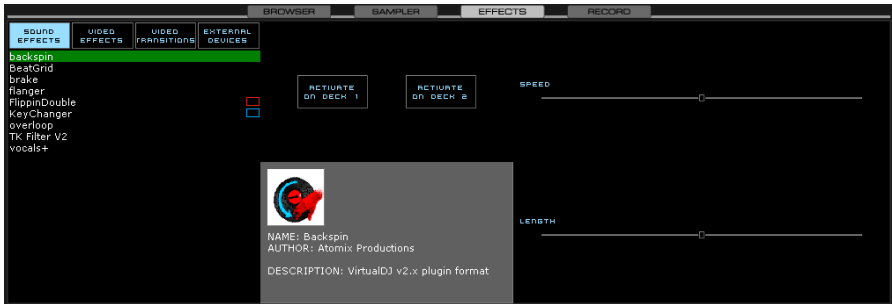 BROWSER
SAMPLER
EFFECTS
RECORD
SOUND
EFFECTS
VIDEO
EFFECTS
VIDEO
TRANSITIONS
EXTERNAL
DEVICES
backspin
BeatGrid
brake
flanger
FlippinDouble
KeyChanger
overloop
TK Filter V2
vocals+
ACTIVATE
ON DECK 1
ACTIVATE
ON DECK 2
SPEED
LENGTH
NAME: Backspin
AUTHOR: Atomix Productions
DESCRIPTION: VirtualDJ v2.x plugin format